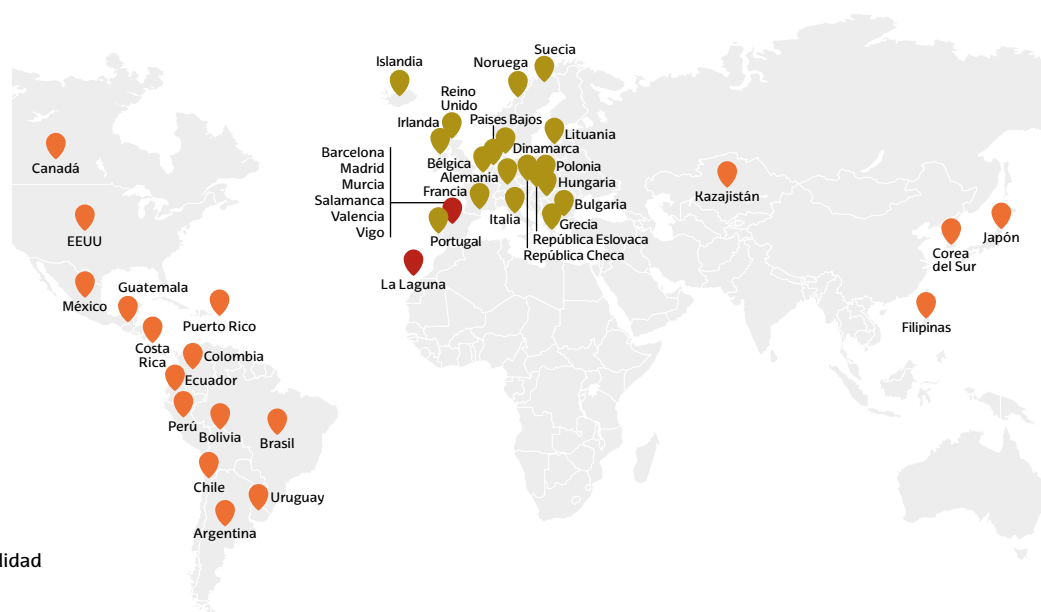 Suecia
Islandia
Noruega
Reino
Unido
Irlanda
Paises Bajos
Lituania
Dinamarca
Bélgica
Polonia
Alemania
Hungaria
Francia
Bulgaria
Italia
Grecia
Portugal
República Eslovaca
República Checa
Barcelona
Madrid
Murcia
Salamanca
Valencia
Vigo
La Laguna
Canadá
EEUU
México
Guatemala
Puerto Rico
Costa
Rica
Colombia
Ecuador
Perú
Bolivia
Brasil
Chile
Uruguay
Argentina
Kazajistán
Japón
Corea
del Sur
Filipinas
lidad